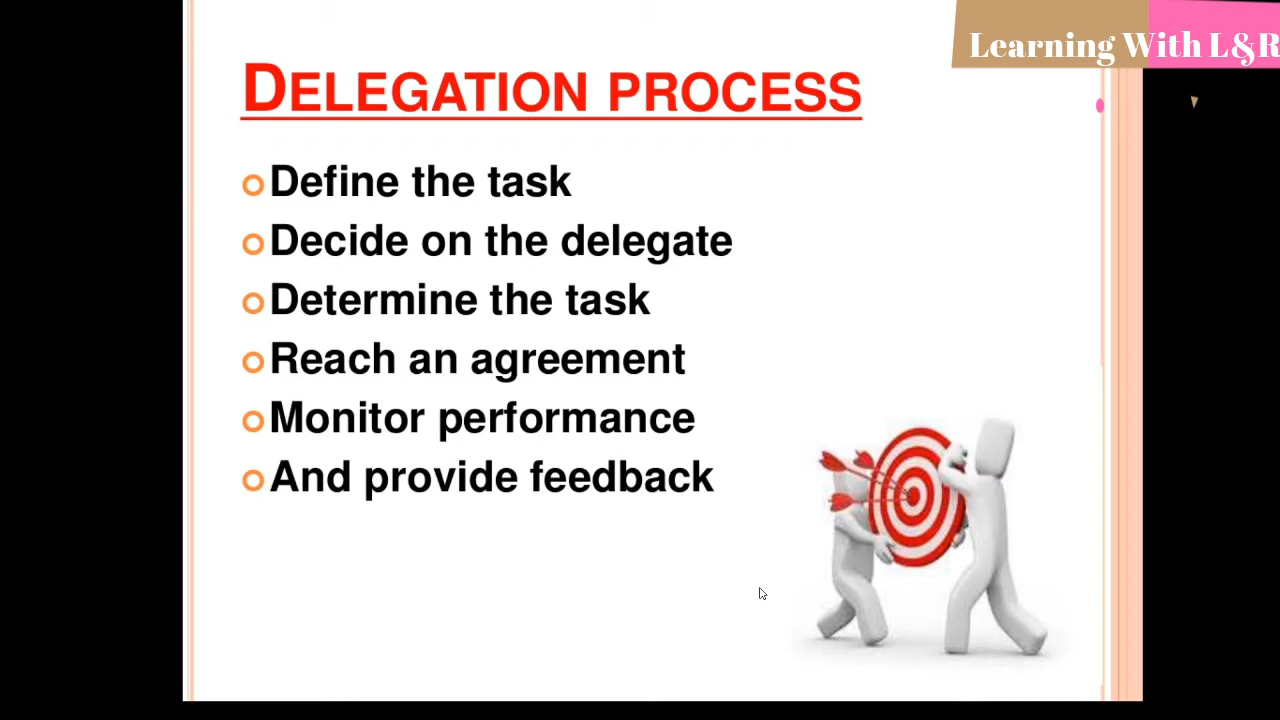 Learning With L&R
DELEGATION PROCESS
Define the task
Decide on the delegate
Determine the task
Reach an agreement
Monitor performance
And provide feedback